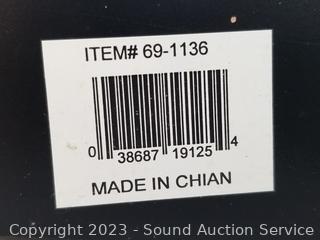 ITEM# 69-1136
0 38687 19125 4
MADE IN CHIAN
Copyright 2023 - Sound Auction Service